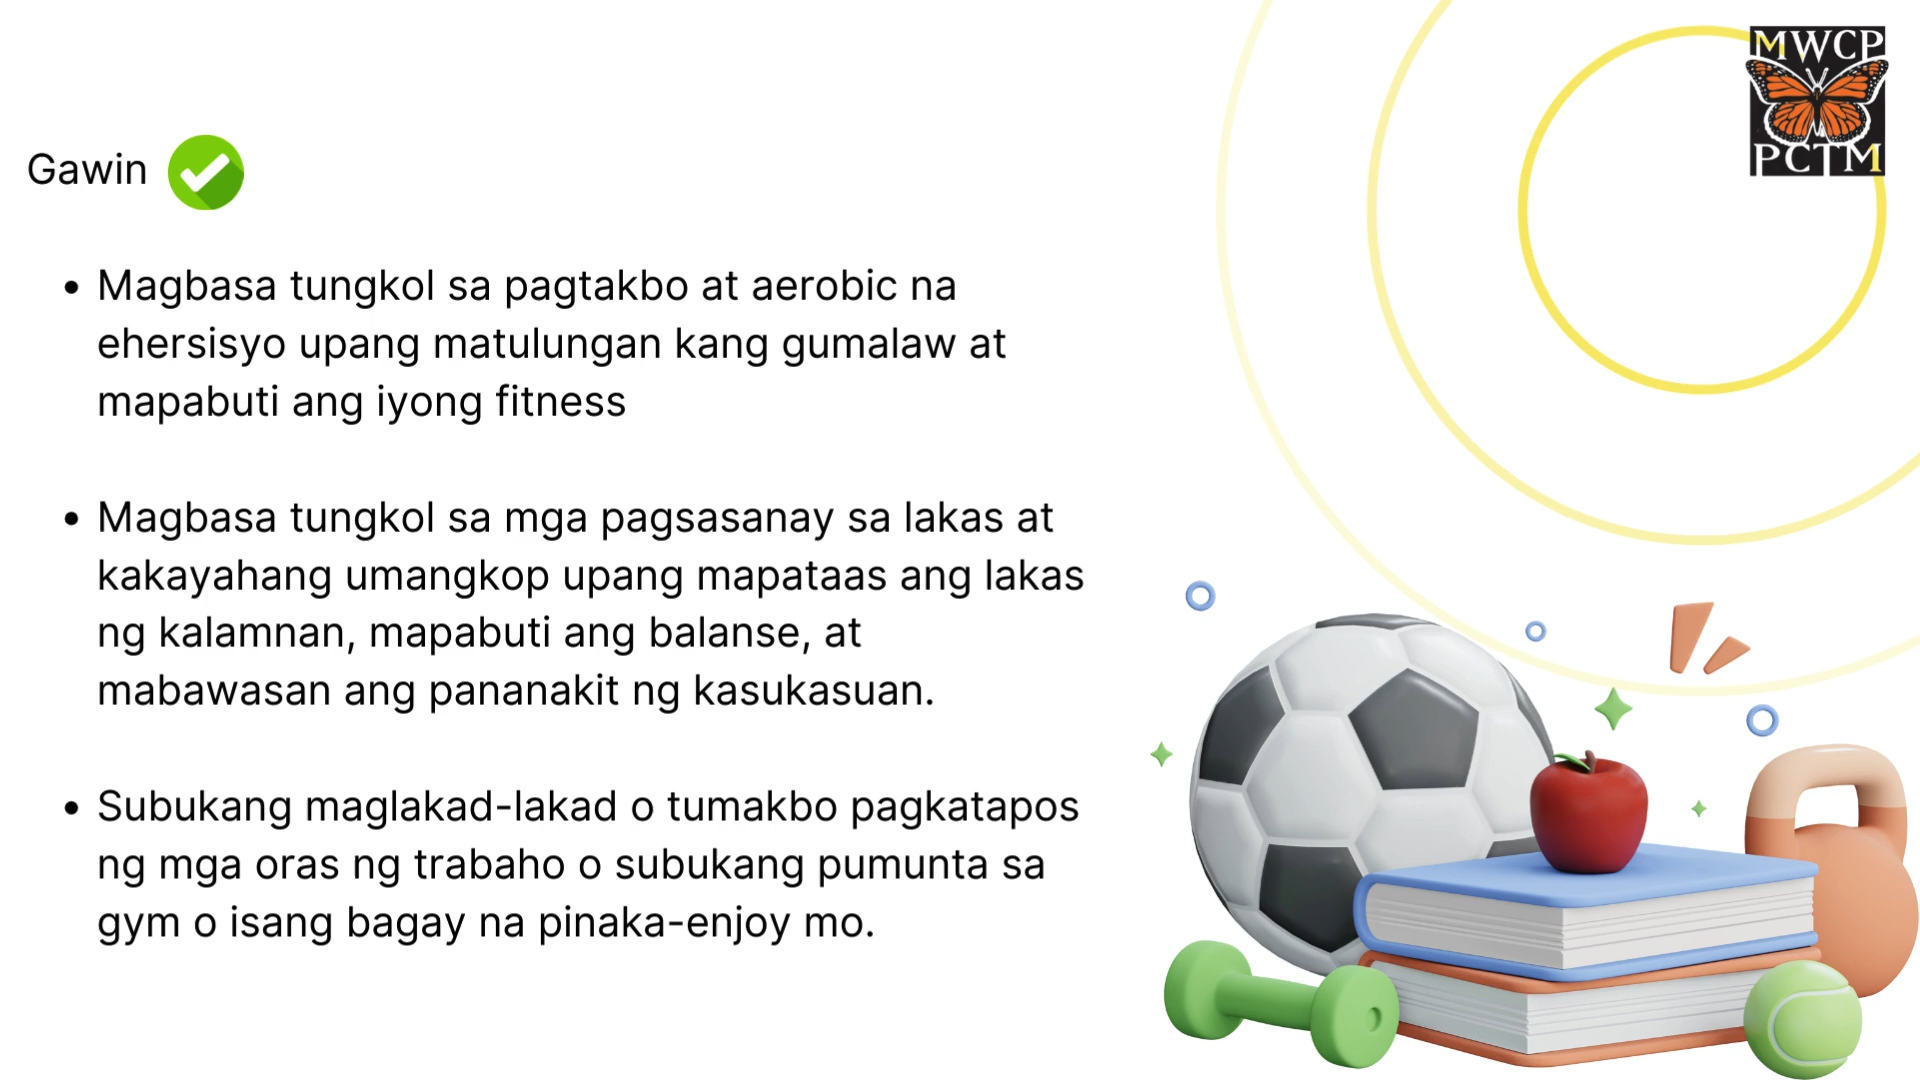 MWCP
PCTM
Gawin
• Magbasa tungkol sa pagtakbo at aerobic na
ehersisyo upang matulungan kang gumalaw at
mapabuti ang iyong fitness
• Magbasa tungkol sa mga pagsasanay sa lakas at
kakayahang umangkop upang mapataas ang lakas
ng kalamnan, mapabuti ang balanse, at
mabawasan ang pananakit ng kasukasuan.
• Subukang maglakad-lakad o tumakbo pagkatapos
ng mga oras ng trabaho o subukang pumunta sa
gym o isang bagay na pinaka-enjoy mo.